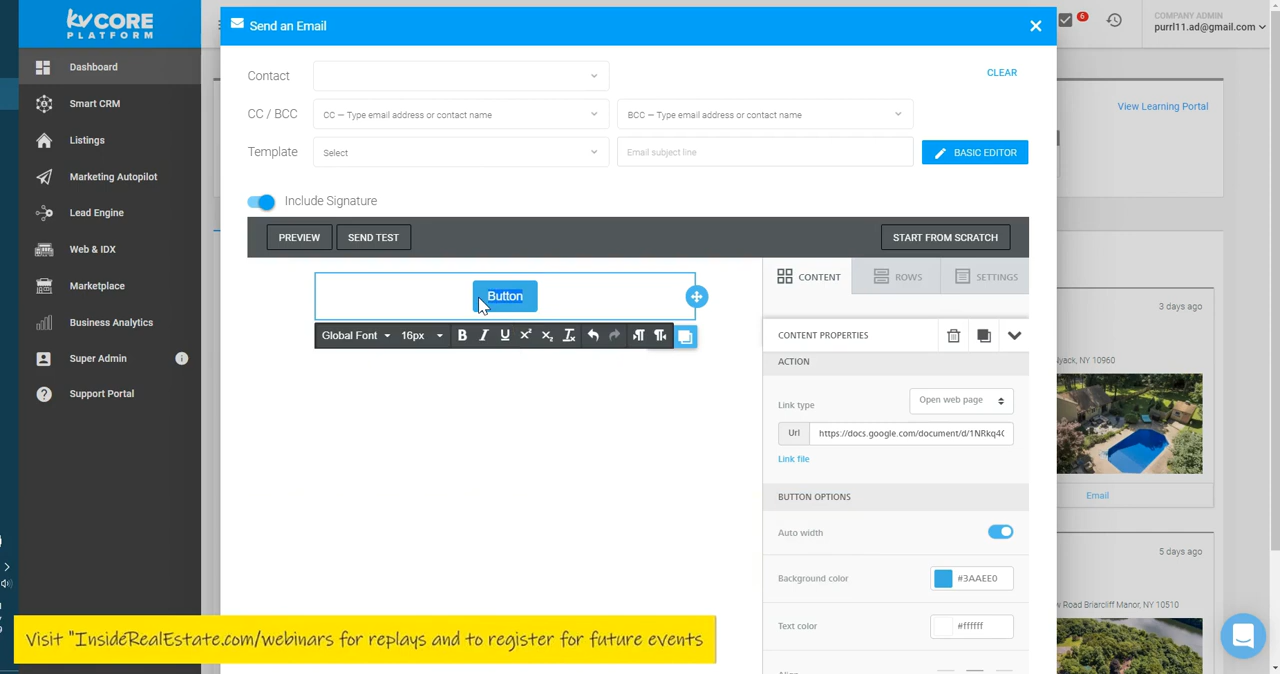 kvCORE
PLATFORM
Dashboard
Smart CRM
Listings
Marketing Autopilot
Lead Engine
Web & IDX
Marketplace
Business Analytics
Super Admin
Support Portal
Send an Email
6
COMPANY ADMIN
purrl11.ad@gmail.com
Contact
CLEAR
CC / BCC
CC — Type email address or contact name
BCC — Type email address or contact name
Template
Select
Email subject line
BASIC EDITOR
View Learning Portal
Include Signature
PREVIEW
SEND TEST
START FROM SCRATCH
Button
Global Font
16px
CONTENT
ROWS
SETTINGS
CONTENT PROPERTIES
ACTION
Link type
Open web page
Url
https://docs.google.com/document/d/1NRkq4C
Link file
BUTTON OPTIONS
Auto width
Background color
#3AAEE0
Text color
#ffffff
3 days ago
Nyack, NY 10960
Email
5 days ago
w Road Briarcliff Manor, NY 10510
Visit "InsideRealEstate.com/webinars for replays and to register for future events